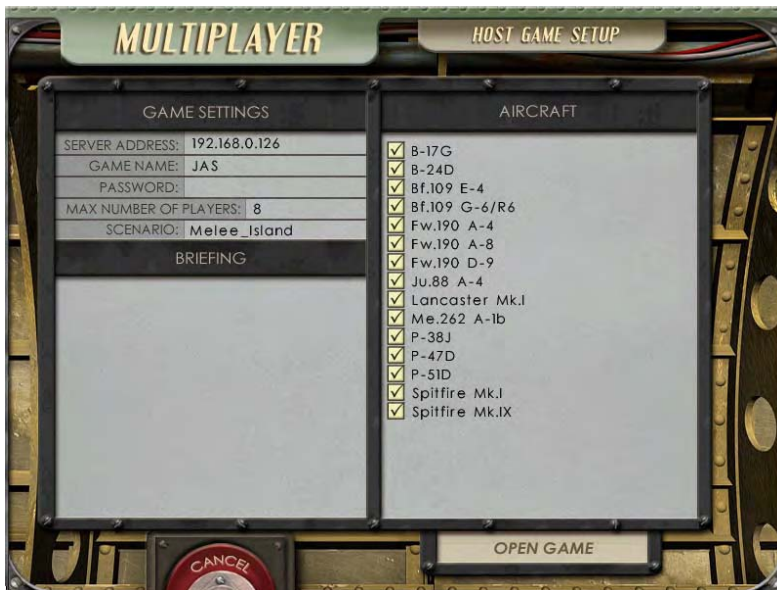 MULTIPLAYER
HOST GAME SETUP
GAME SETTINGS
SERVER ADDRESS: 192.168.0.126
GAME NAME: JAS
PASSWORD:
MAX NUMBER OF PLAYERS: 8
SCENARIO: Melee_Island
BRIEFING
AIRCRAFT
B-17G
B-24D
Bf.109 E-4
Bf.109 G-6/R6
Fw.190 A-4
Fw.190 A-8
Fw.190 D-9
Ju.88 A-4
Lancaster Mk.I
Me.262 A-1b
P-38J
P-47D
P-51D
Spitfire Mk.I
Spitfire Mk.IX
CANCEL
OPEN GAME